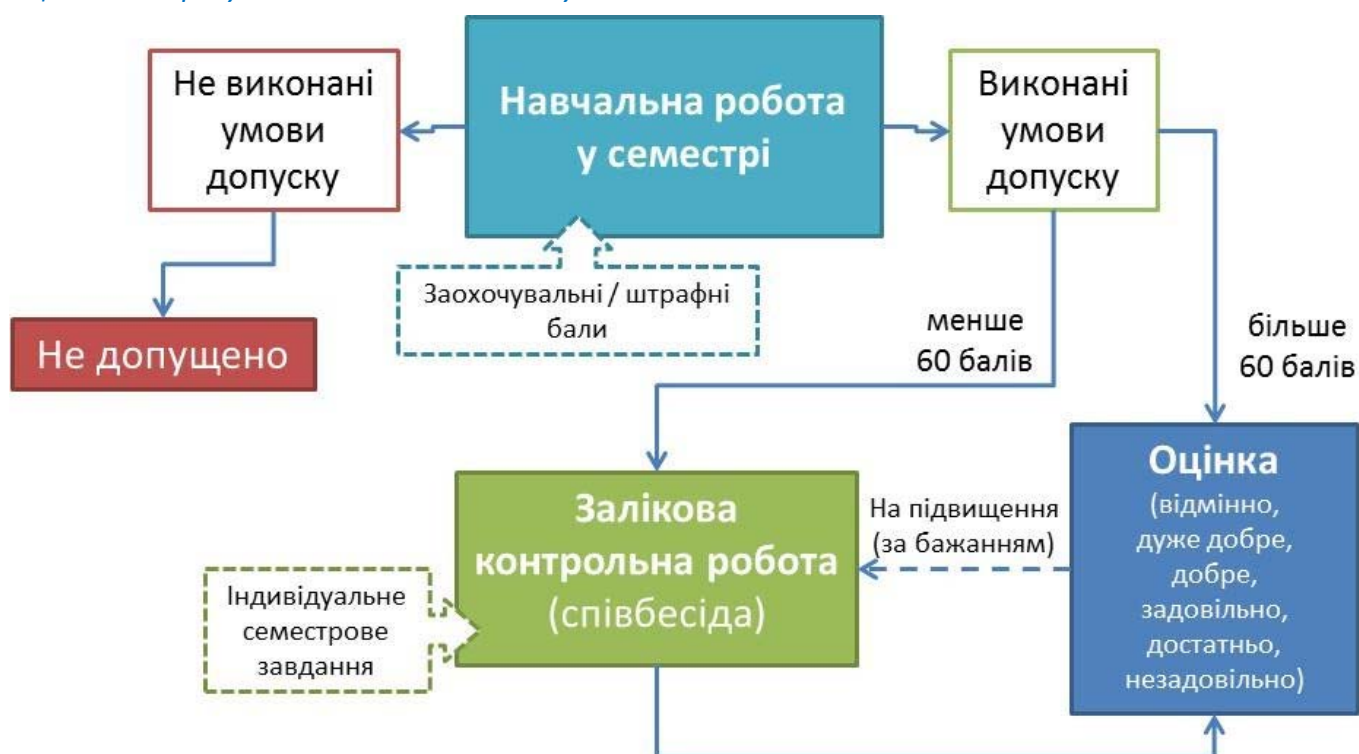 Не виконані
умови
допуску
Навчальна робота
у семестрі
Виконані
умови
допуску
Заохочувальні / штрафні
бали
Не допущено
менше
60 балів
більше
60 балів
Залікова
контрольна робота
(співбесіда)
На підвищення
(за бажанням)
Оцінка
(відмінно,
дуже добре,
добре,
задовільно,
достатньо,
незадовільно)
Індивідуальне
семестрове
завдання